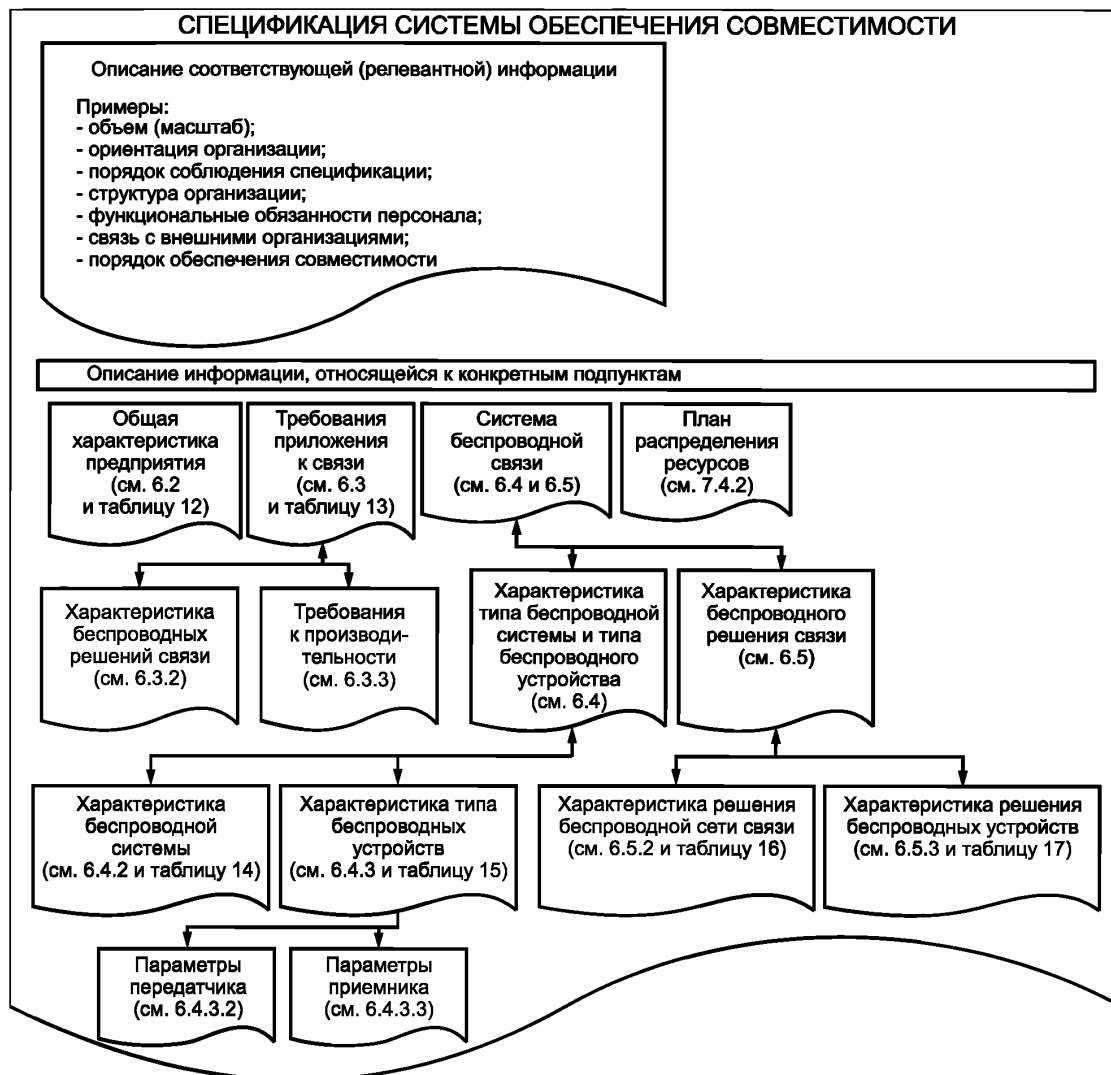 СПЕЦИФИКАЦИЯ СИСТЕМЫ ОБЕСПЕЧЕНИЯ СОВМЕСТИМОСТИ
Описание соответствующей (релевантной) информации
Примеры:
- объем (масштаб);
- ориентация организации;
- порядок соблюдения спецификации;
- структура организации;
- функциональные обязанности персонала;
- связь с внешними организациями;
- порядок обеспечения совместимости
Описание информации, относящейся к конкретным подпунктам
Общая
характеристика
предприятия
(см. 6.2
и таблицу 12)
Требования
приложения
к связи
(см. 6.3
и таблицу 13)
Система
беспроводной
связи
(см. 6.4 и 6.5)
План
распределения
ресурсов
(см. 7.4.2)
Характеристика
беспроводных
решений связи
(см. 6.3.2)
Требования
к производи-
тельности
(см. 6.3.3)
Характеристика
типа беспроводной
системы и типа
беспроводного
устройства
(см. 6.4)
Характеристика
беспроводного
решения связи
(см. 6.5)
Характеристика
беспроводной
системы
(см. 6.4.2 и таблицу 14)
Характеристика типа
беспроводных
устройств
(см. 6.4.3 и таблицу 15)
Характеристика решения
беспроводной сети связи
(см. 6.5.2 и таблицу 16)
Характеристика решения
беспроводных устройств
(см. 6.5.3 и таблицу 17)
Параметры
передатчика
(см. 6.4.3.2)
Параметры
приемника
(см. 6.4.3.3)